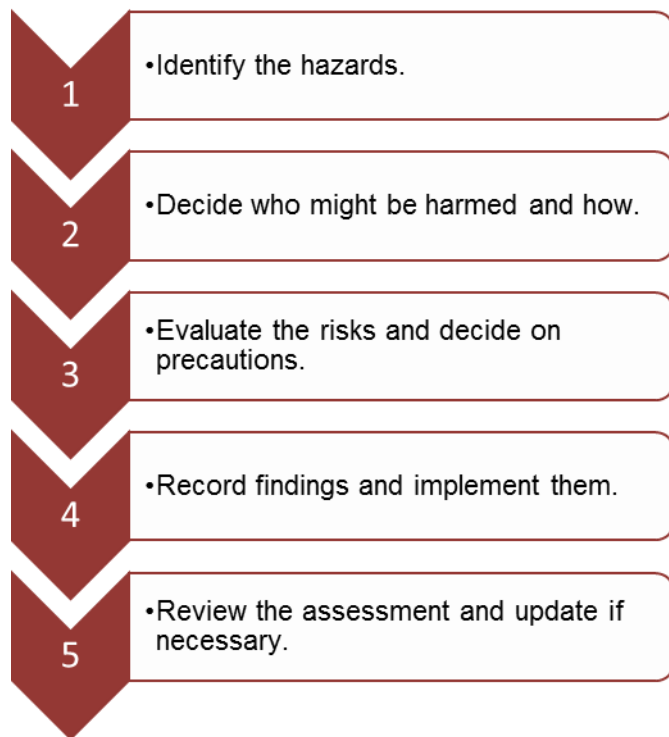 1
•Identify the hazards.
2
•Decide who might be harmed and how.
3
•Evaluate the risks and decide on
precautions.
4
•Record findings and implement them.
5
•Review the assessment and update if
necessary.